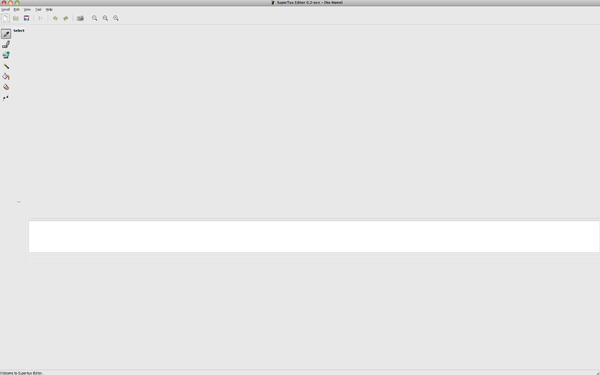 SuperTux Editor 0.3-svn - [No Name]
Level Edit View Tool Help
Select
Welcome to SuperTux Editor.